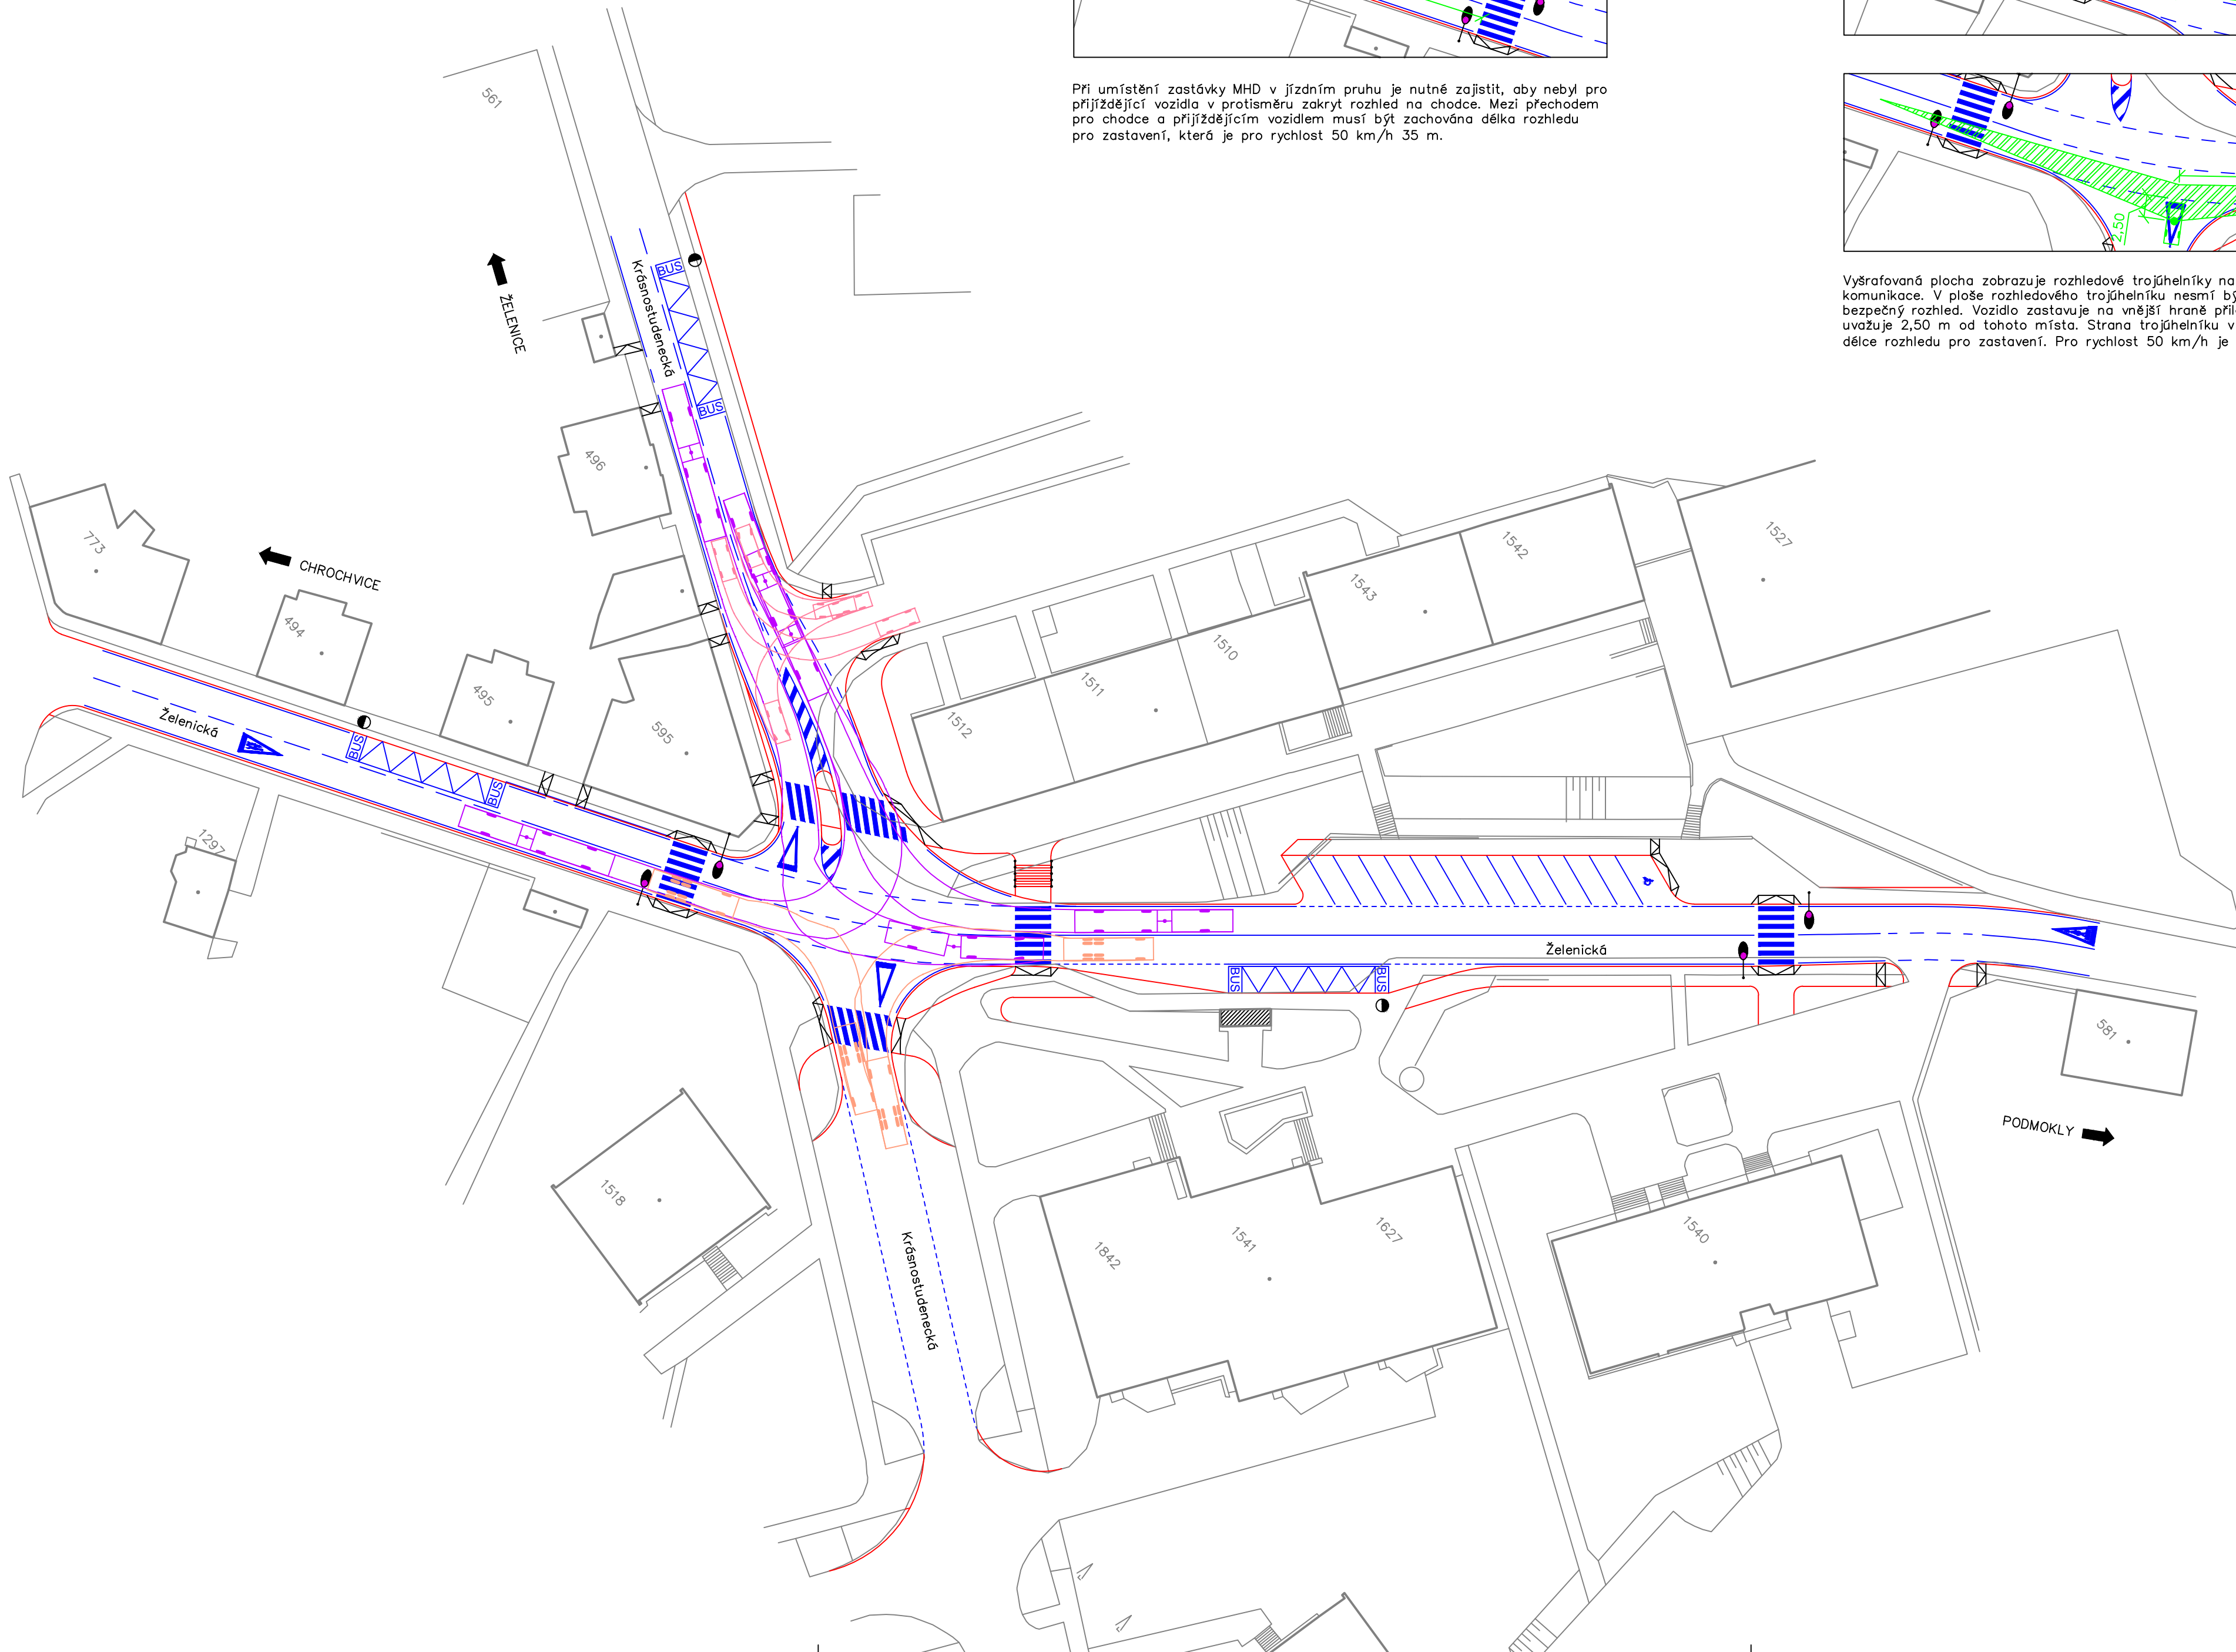 Při umístění zastávky MHD v jízdním pruhu je nutné zajistit, aby nebyl pro
přijíždějící vozidla v protisměru zakryt rozhled na chodce. Mezi přechodem
pro chodce a přijíždějícím vozidlem musí být zachována délka rozhledu
pro zastavení, která je pro rychlost 50 km/h 35 m.
2,50
Vyšrafovaná plocha zobrazuje rozhledové trojúhelníky na
komunikace. V ploše rozhledového trojúhelníku nesmí bý
bezpečný rozhled. Vozidlo zastavuje na vnější hraně přil
uvažuje 2,50 m od tohoto místa. Strana trojúhelníku v
délce rozhledu pro zastavení. Pro rychlost 50 km/h je
561
ŽELENICE
Krásnostudenecká
BUS
BUS
496
773
CHROCHVICE
494
495
595
Želenická
BUS
BUS
1297
1512
1511
1510
1543
1542
1527
Želenická
BUS
BUS
581
PODMOKLY
1518
Krásnostudenecká
1842
1541
1627
1540